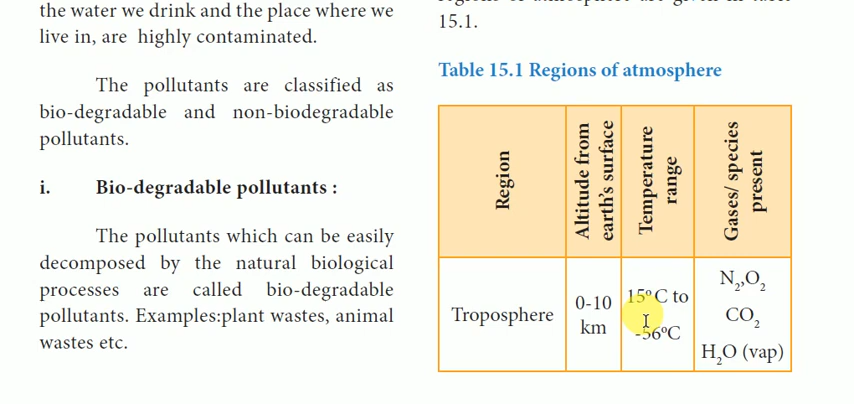 the water we drink and the place where we
live in, are highly contaminated.
The pollutants are classified as
bio-degradable and non-biodegradable
pollutants.
i. Bio-degradable pollutants :
The pollutants which can be easily
decomposed by the natural biological
processes are called bio-degradable
pollutants. Examples:plant wastes, animal
wastes etc.
15.1.
Table 15.1 Regions of atmosphere
Region
Altitude from
earth's surface
Temperature
range
Gases/ species
present
Troposphere
0-10
km
15°C to
-56°C
N₂,O₂
CO₂
H₂O (vap)